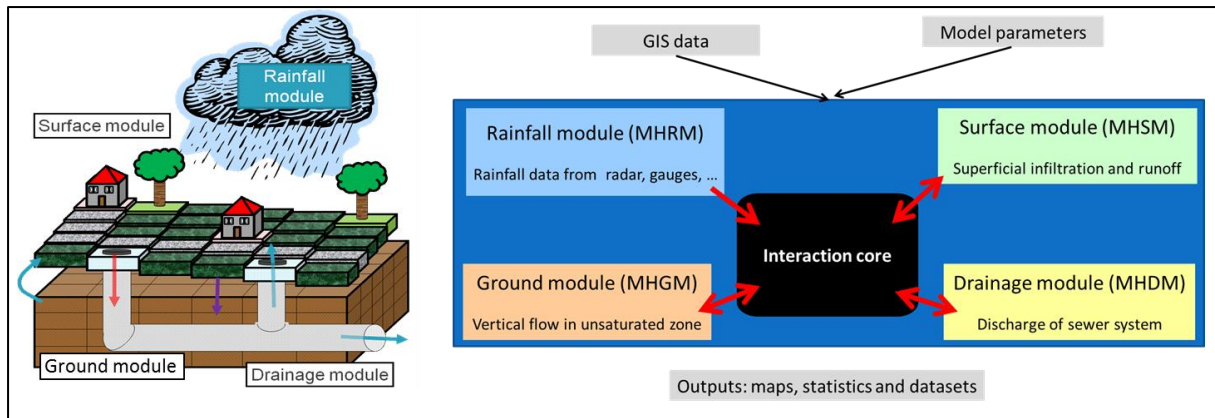 Rainfall
module
Surface module
Ground module
Drainage module
GIS data
Model parameters
Rainfall module (MHRM)
Rainfall data from radar, gauges, ...
Surface module (MHSM)
Superficial infiltration and runoff
Interaction core
Ground module (MHGM)
Vertical flow in unsaturated zone
Drainage module (MHDM)
Discharge of sewer system
Outputs: maps, statistics and datasets